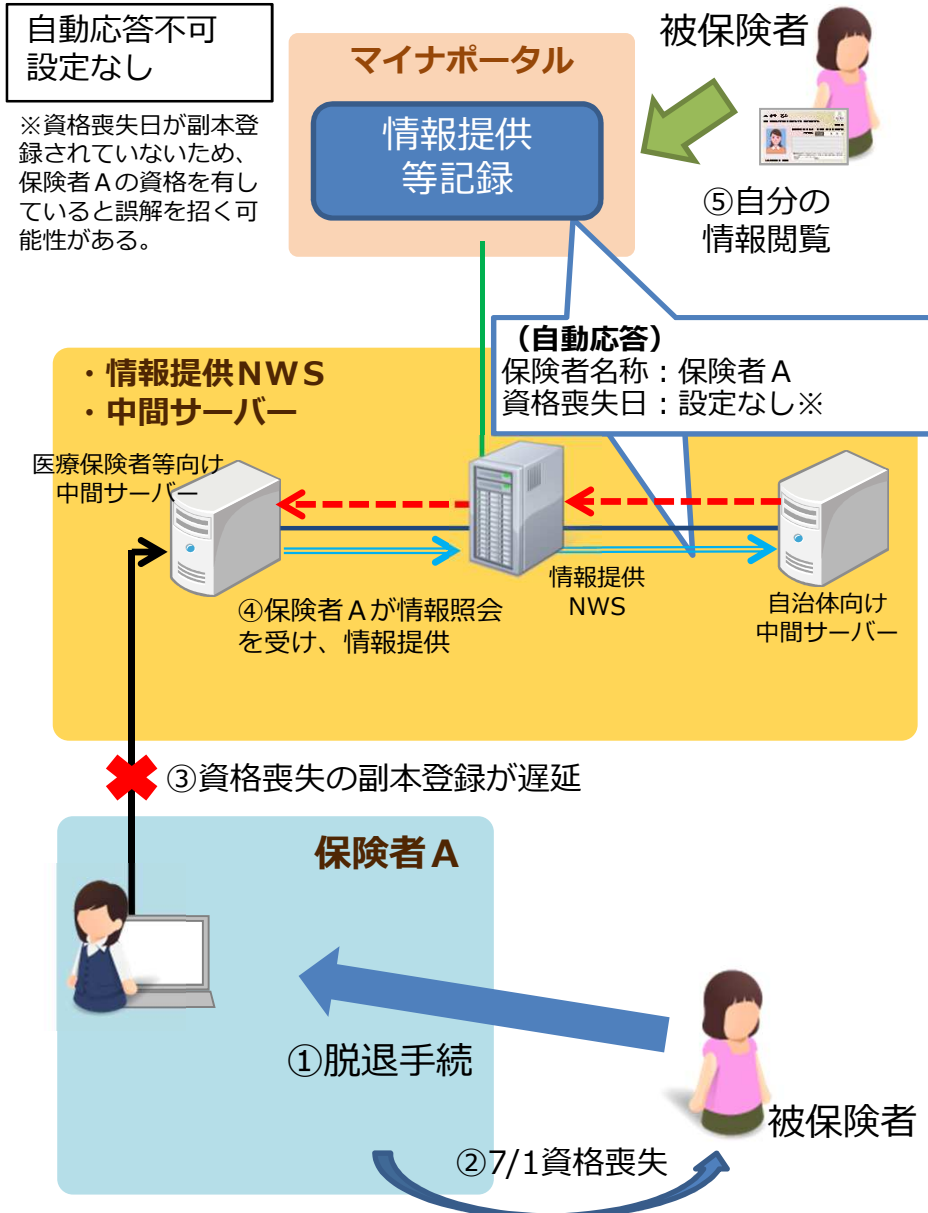 自動応答不可
設定なし
※資格喪失日が副本登
録されていないため、
保険者Ａの資格を有し
ていると誤解を招く可
能性がある。
マイナポータル
情報提供
等記録
被保険者
⑤自分の
情報閲覧
（自動応答）
保険者名称：保険者Ａ
資格喪失日：設定なし※
・情報提供ＮＷＳ
・中間サーバー
医療保険者等向け
中間サーバー
④保険者Ａが情報照会
を受け、情報提供
情報提供
NWS
自治体向け
中間サーバー
③資格喪失の副本登録が遅延
保険者Ａ
①脱退手続
②7/1資格喪失
被保険者